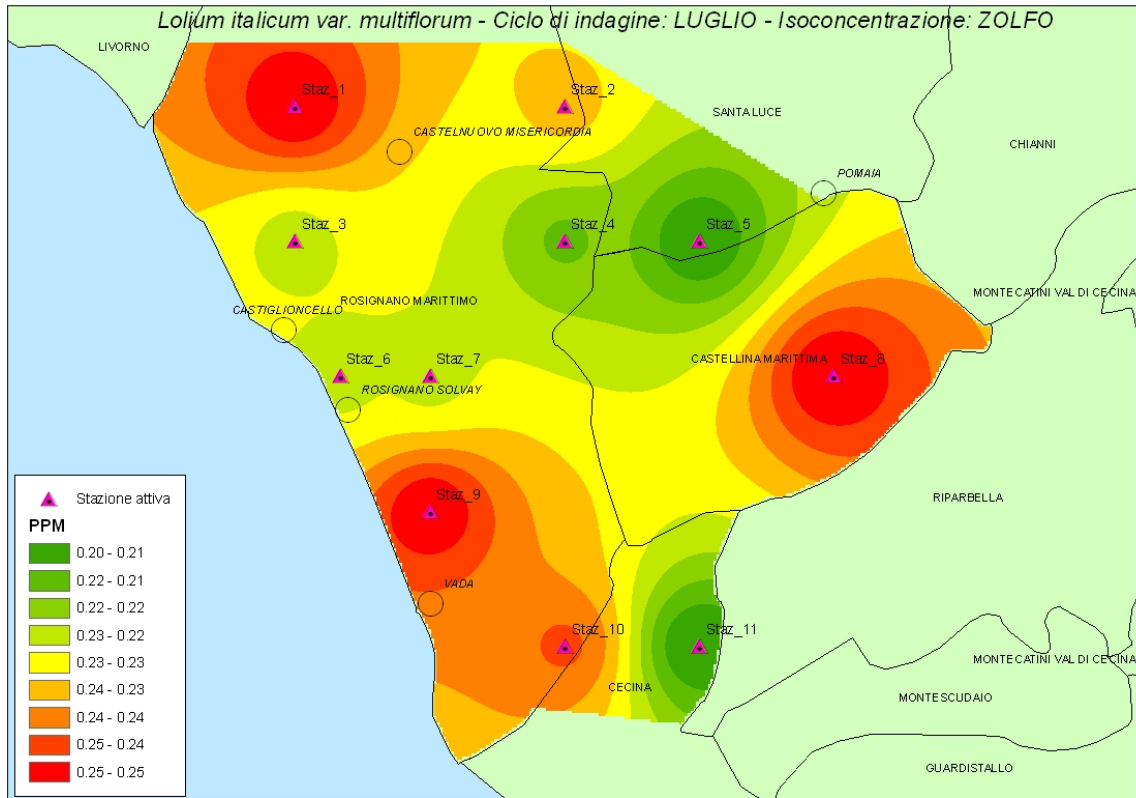 Lolium italicum var. multiflorum - Ciclo di indagine: LUGLIO - Isoconcentrazione: ZOLFO
LIVORNO
Staz_1
Staz_2
SANTA LUCE
CASTELNUOVO MISERICORDIA
CHIANNI
POMAIA
Staz_3
Staz_4
Staz_5
MONTECATINI VAL DI CECINA
ROSIGNANO MARITTIMO
CASTIGLIONCELLO
Staz_6
Staz_7
CASTELLINA MARITTIMA
Staz_8
ROSIGNANO SOLVAY
Staz_9
RIPARBELLA
VADA
Staz_10
Staz_11
CECINA
MONTECATINI VAL DI CECINA
MONTESCUDAIO
GUARDISTALLO
Stazione attiva
PPM
0.20 - 0.21
0.22 - 0.21
0.22 - 0.22
0.23 - 0.22
0.23 - 0.23
0.24 - 0.23
0.24 - 0.24
0.25 - 0.24
0.25 - 0.25